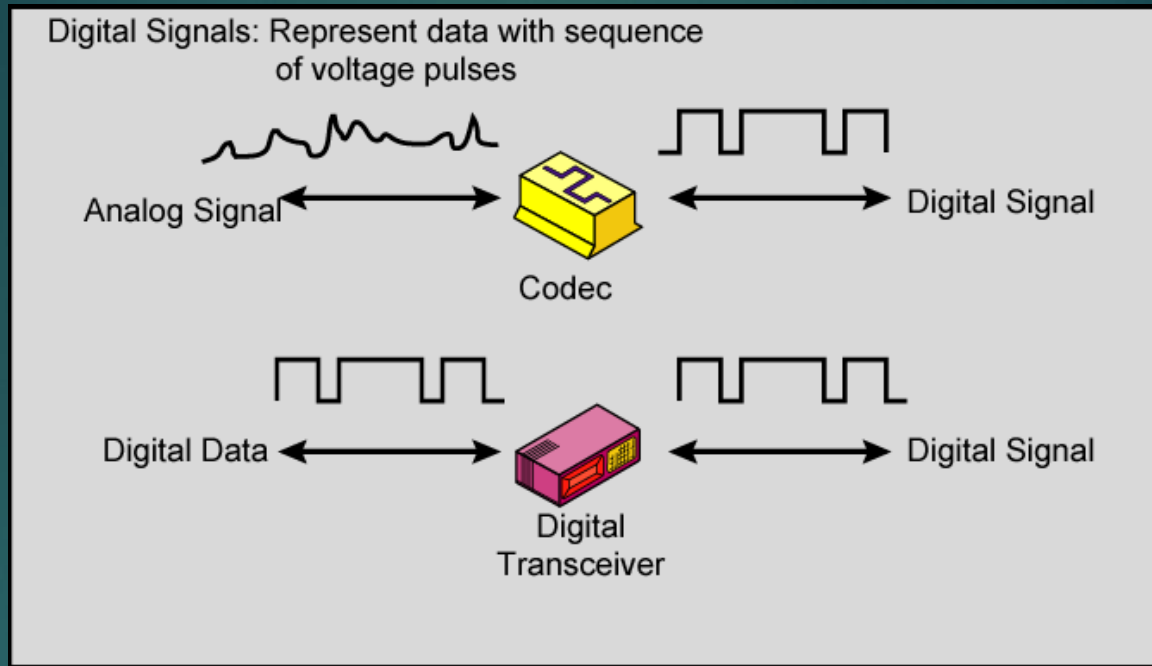 Digital Signals: Represent data with sequence
of voltage pulses
Analog Signal
Digital Signal
Codec
Digital Data
Digital Signal
Digital
Transceiver